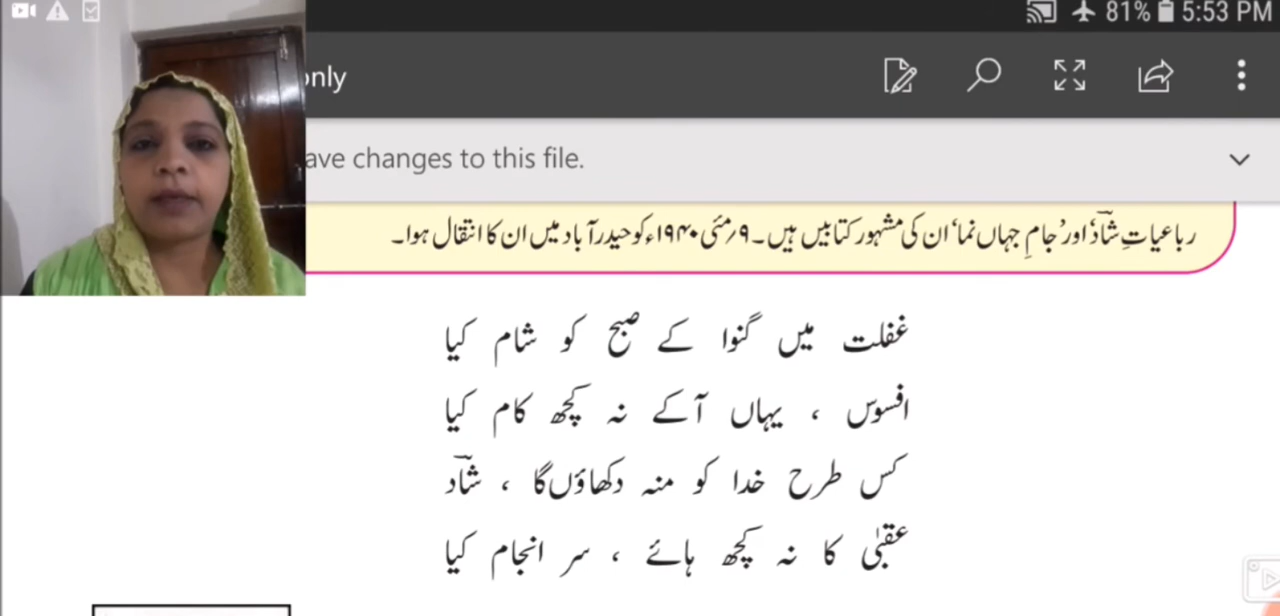 81% 5:53 PM
only
ave changes to this file.
رباعیاتِ شادؔ' اور 'جامِ جہاں نما' ان کی مشہور کتابیں ہیں۔ ۹؍مئی ۱۹۴۰ء کو حیدرآباد میں ان کا انتقال ہوا۔
غفلت میں گنوا کے صبح کو شام کیا
افسوس ، یہاں آکے نہ کچھ کام کیا
کس طرح خدا کو منہ دکھاؤں گا ، شادؔ
عقبیٰ کا نہ کچھ ہائے ، سر انجام کیا